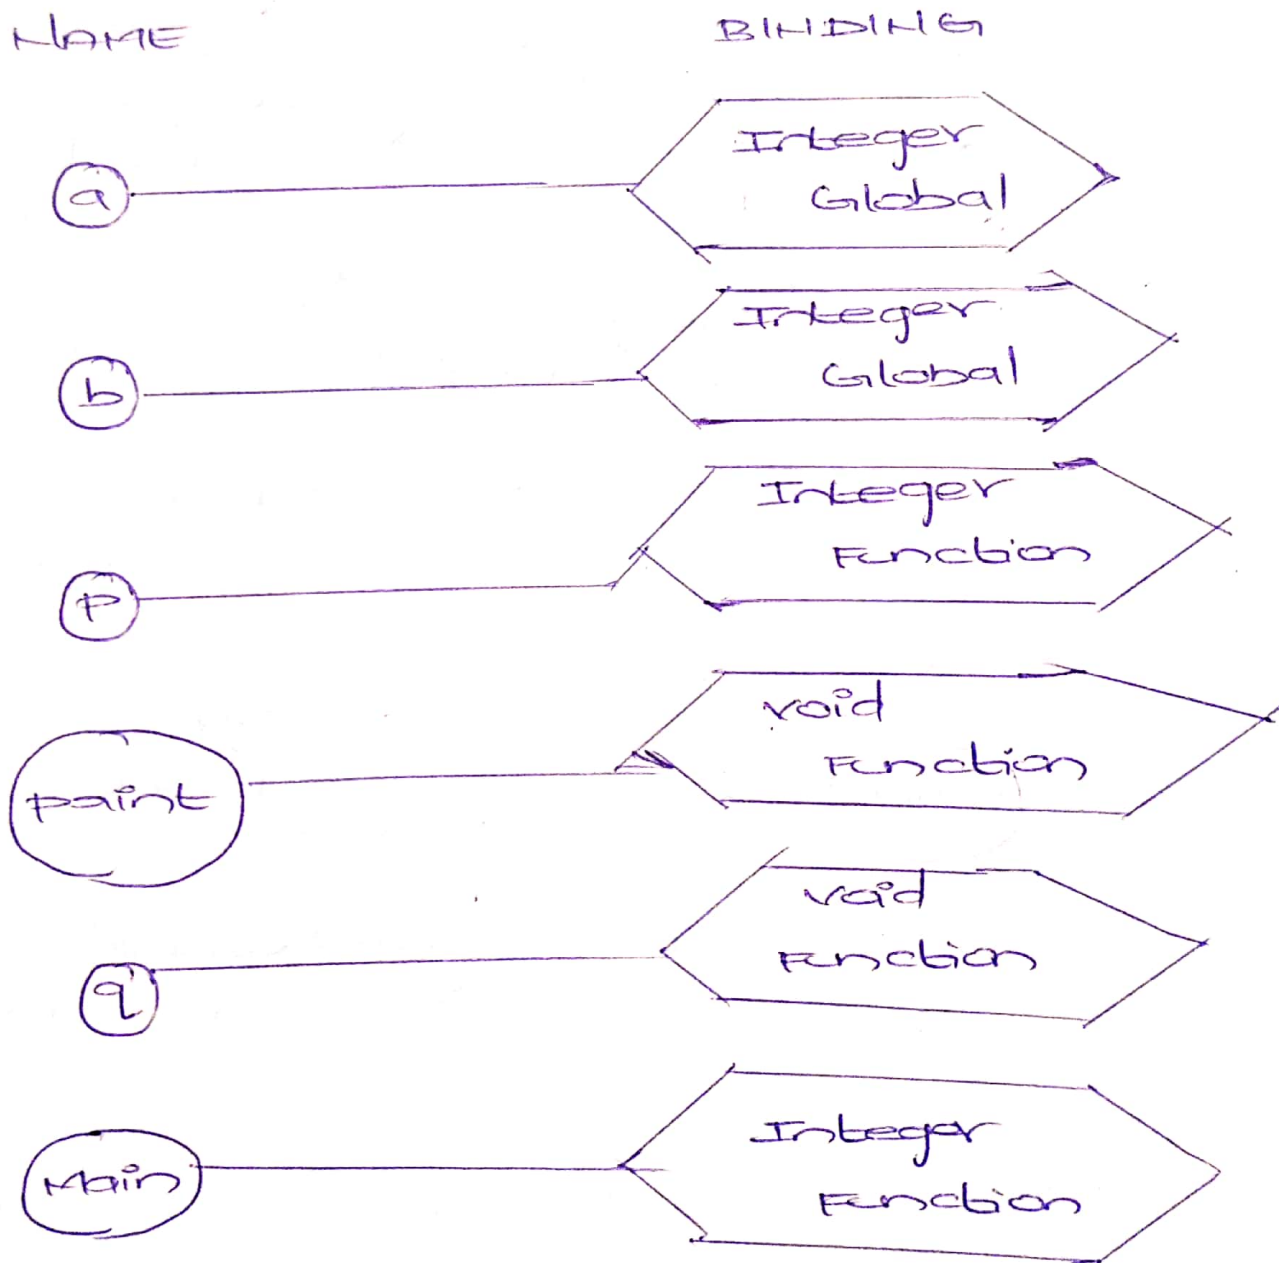 NAME BINDING
a Integer
Global
b Integer
Global
p Integer
Function
paint void
Function
q void
Function
Main Integer
Function